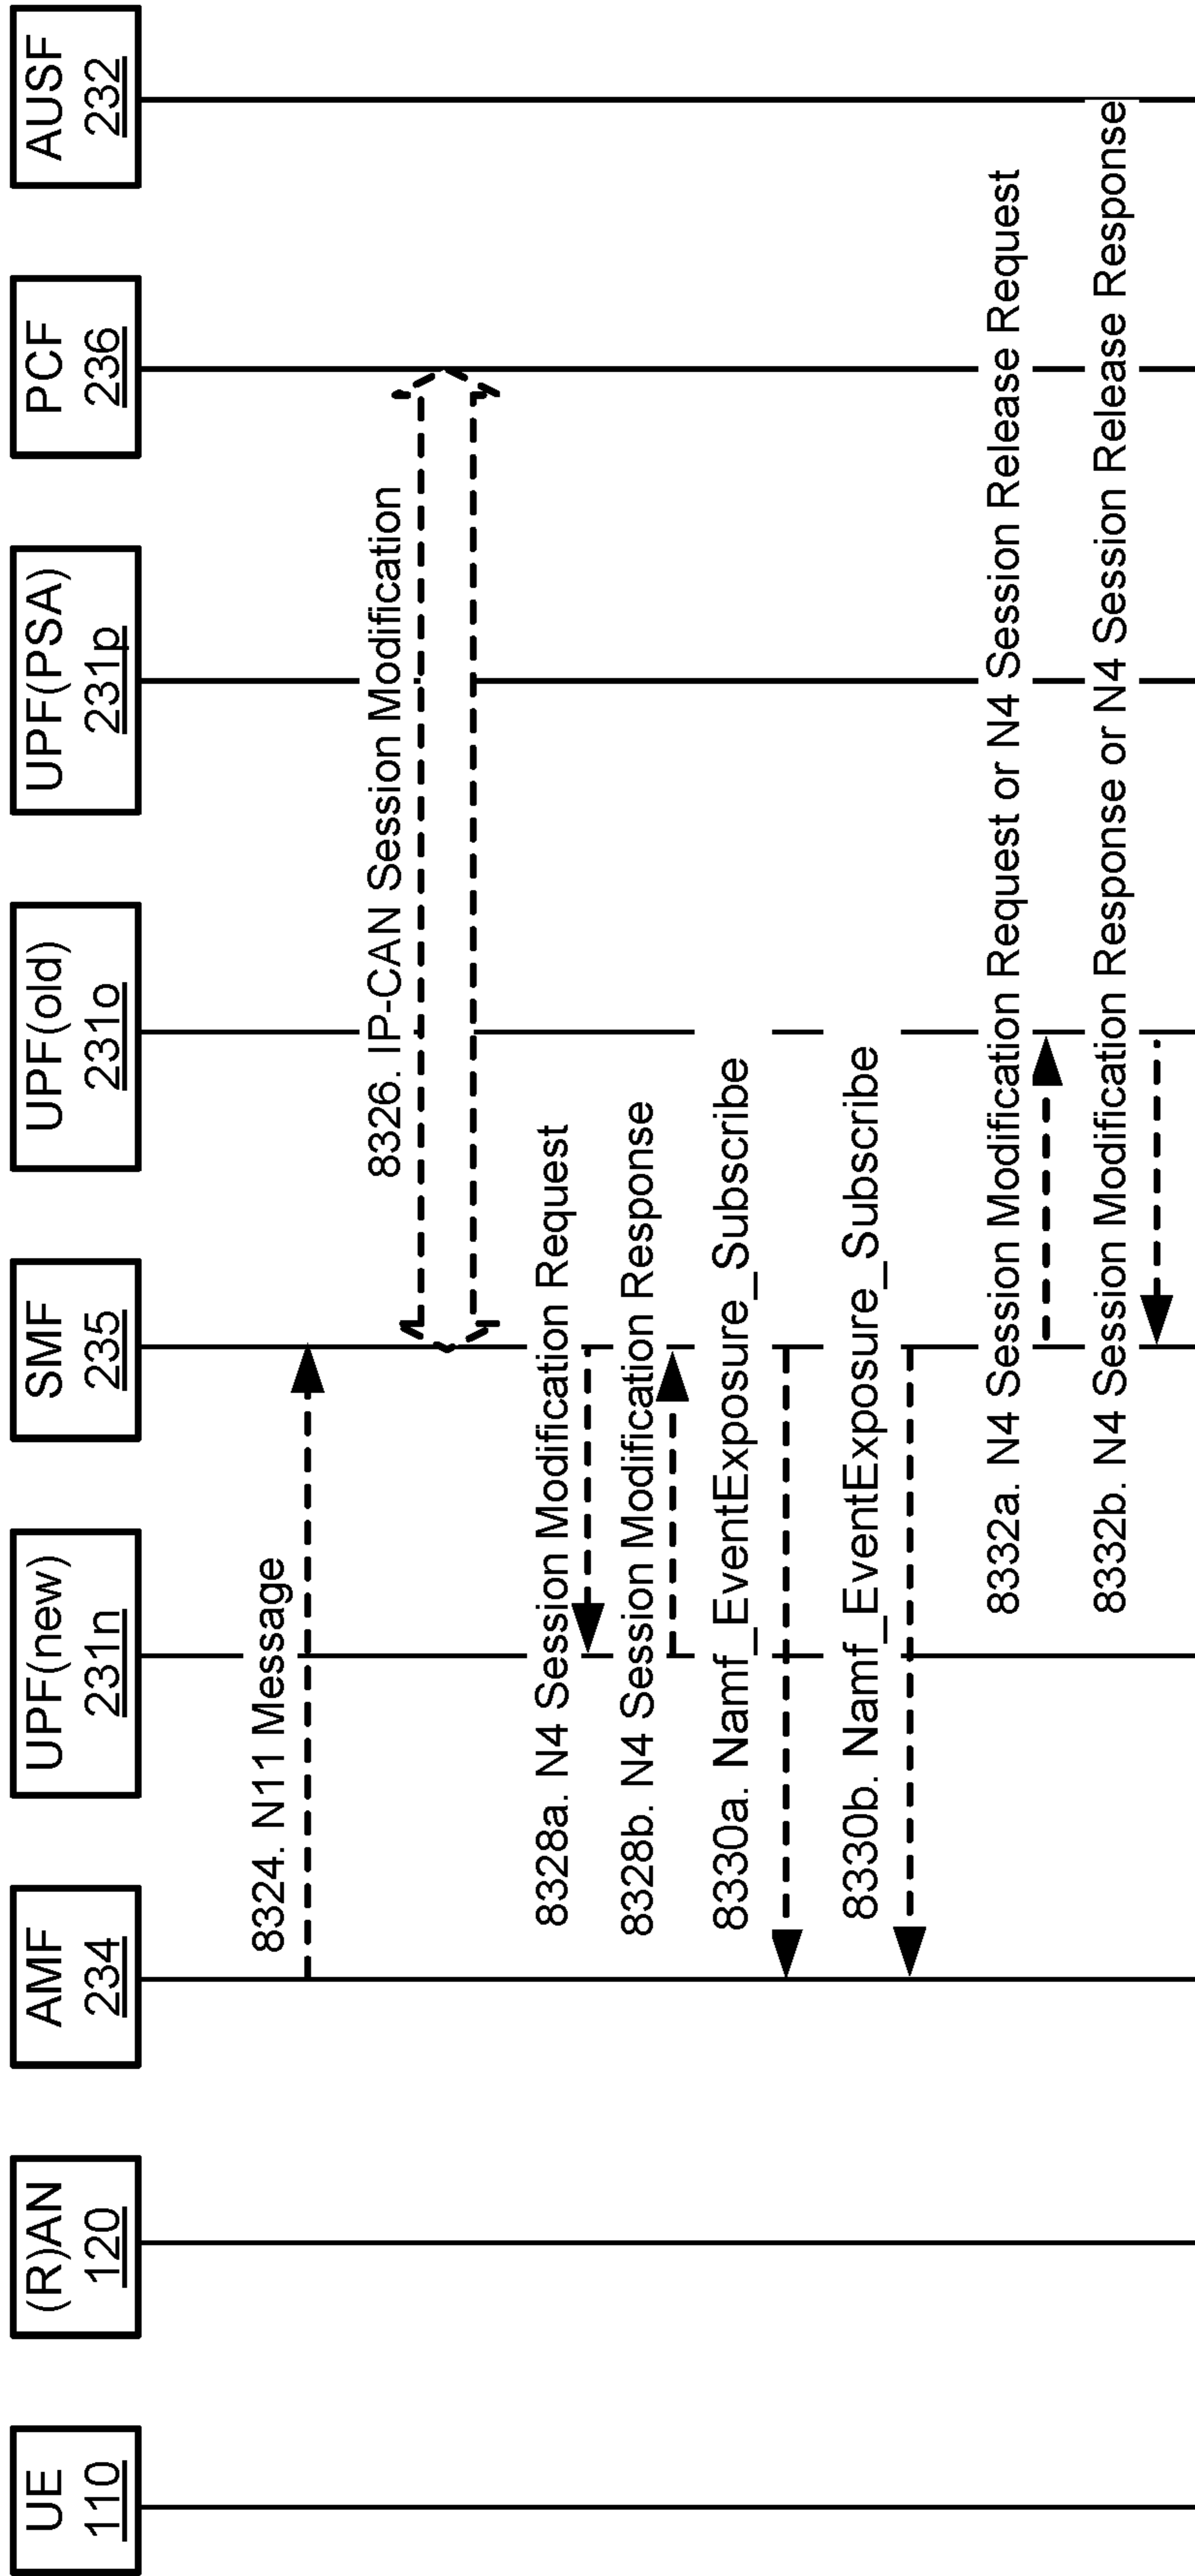 UE
110
(R)AN
120
AMF
234
UPF(new)
231n
SMF
235
UPF(old)
231o
UPF(PSA)
231p
PCF
236
AUSF
232
8324. N11 Message
8326. IP-CAN Session Modification
8328a. N4 Session Modification Request
8328b. N4 Session Modification Response
8330a. Namf_EventExposure_Subscribe
8330b. Namf_EventExposure_Subscribe
8332a. N4 Session Modification Request or N4 Session Release Request
8332b. N4 Session Modification Response or N4 Session Release Response